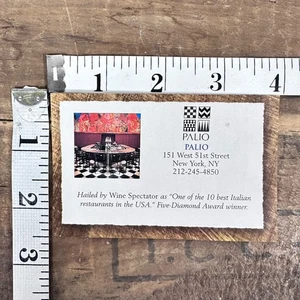 1 2 3 4
1
2
3
PALIO
PALIO
151 West 51st Street
New York, NY
212-245-4850
Hailed by Wine Spectator as "One of the 10 best Italian
restaurants in the USA." Five-Diamond Award winner.